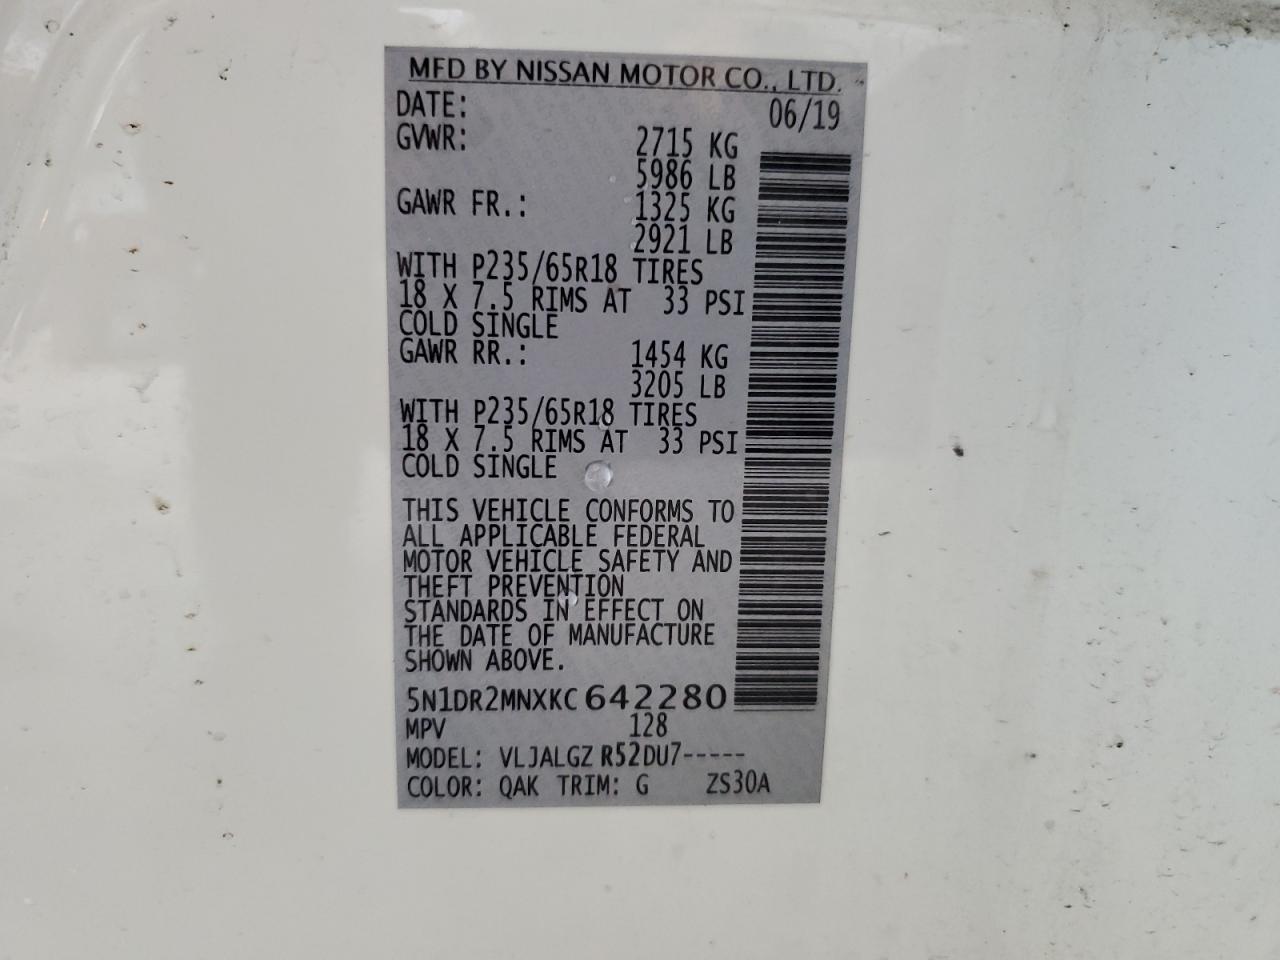 MFD BY NISSAN MOTOR CO., LTD.
DATE: 06/19
GVWR: 2715 KG
5986 LB
GAWR FR.: 1325 KG
2921 LB
WITH P235/65R18 TIRES
18 X 7.5 RIMS AT 33 PSI
COLD SINGLE
GAWR RR.: 1454 KG
3205 LB
WITH P235/65R18 TIRES
18 X 7.5 RIMS AT 33 PSI
COLD SINGLE
THIS VEHICLE CONFORMS TO
ALL APPLICABLE FEDERAL
MOTOR VEHICLE SAFETY AND
THEFT PREVENTION
STANDARDS IN EFFECT ON
THE DATE OF MANUFACTURE
SHOWN ABOVE.
5N1DR2MNXKC642280
MPV 128
MODEL: VLJALGZ R52DU7-----
COLOR: QAK TRIM: G ZS30A